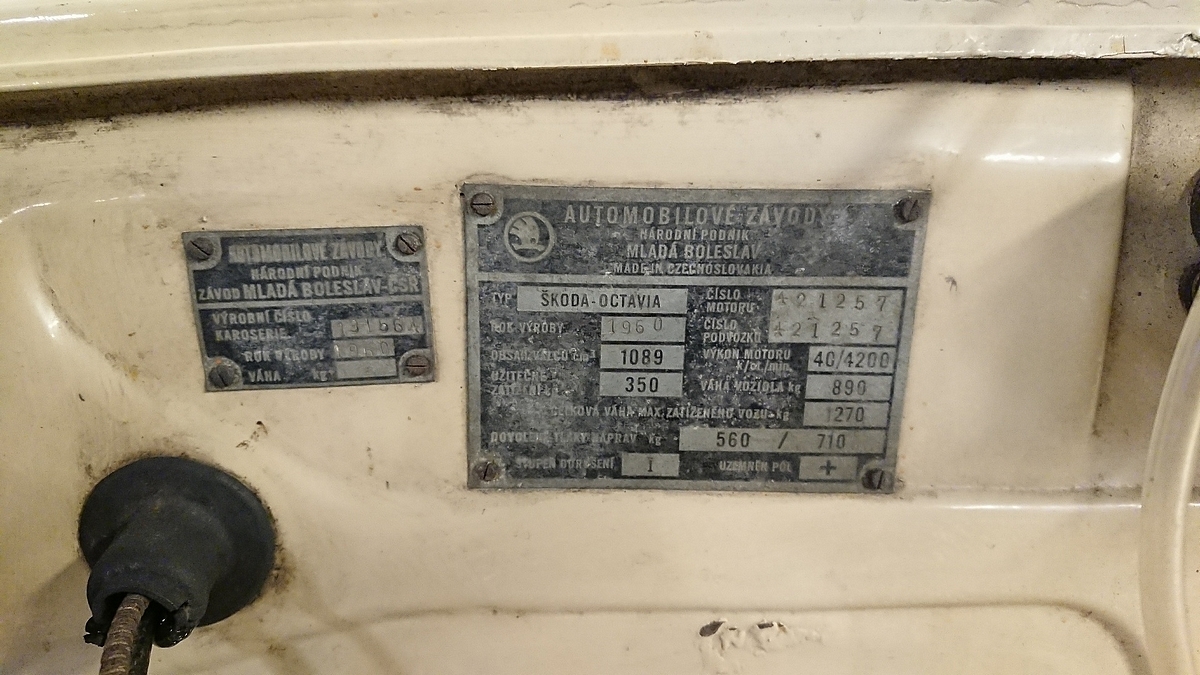 AUTOMOBILOVÉ ZÁVODY
NÁRODNÍ PODNIK
ZÁVOD MLADÁ BOLESLAV-ČSR
VÝROBNÍ ČÍSLO
KAROSERIE
ROK VÝROBY
VÁHA kg
AUTOMOBILOVÉ ZÁVODY
NÁRODNÍ PODNIK
MLADÁ BOLESLAV
MADE IN CZECHOSLOVAKIA
TYP ŠKODA-OCTAVIA
ČÍSLO MOTORU 421257
ROK VÝROBY 1960
ČÍSLO PODVOZKU 421257
OBSAH VÁLCŮ cm³ 1089
VÝKON MOTORU k/ot./min. 40/4200
UŽITEČNÉ 350
VÁHA VOZIDLA kg 890
CELKOVÁ VÁHA MAX. ZATÍŽENÉHO VOZU kg 1270
DOVOLENÉ TLAKY NÁPRAV kg 560 / 710
STUPEŇ ODRUŠENÍ I
UZEMNĚN PÓL +